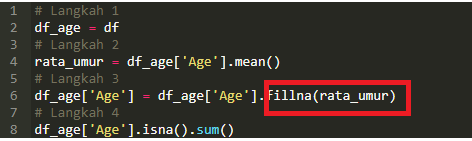 1 # Langkah 1
2 df_age = df
3 # Langkah 2
4 rata_umur = df_age['Age'].mean()
5 # Langkah 3
6 df_age['Age'] = df_age['Age'].fillna(rata_umur)
7 # Langkah 4
8 df_age['Age'].isna().sum()